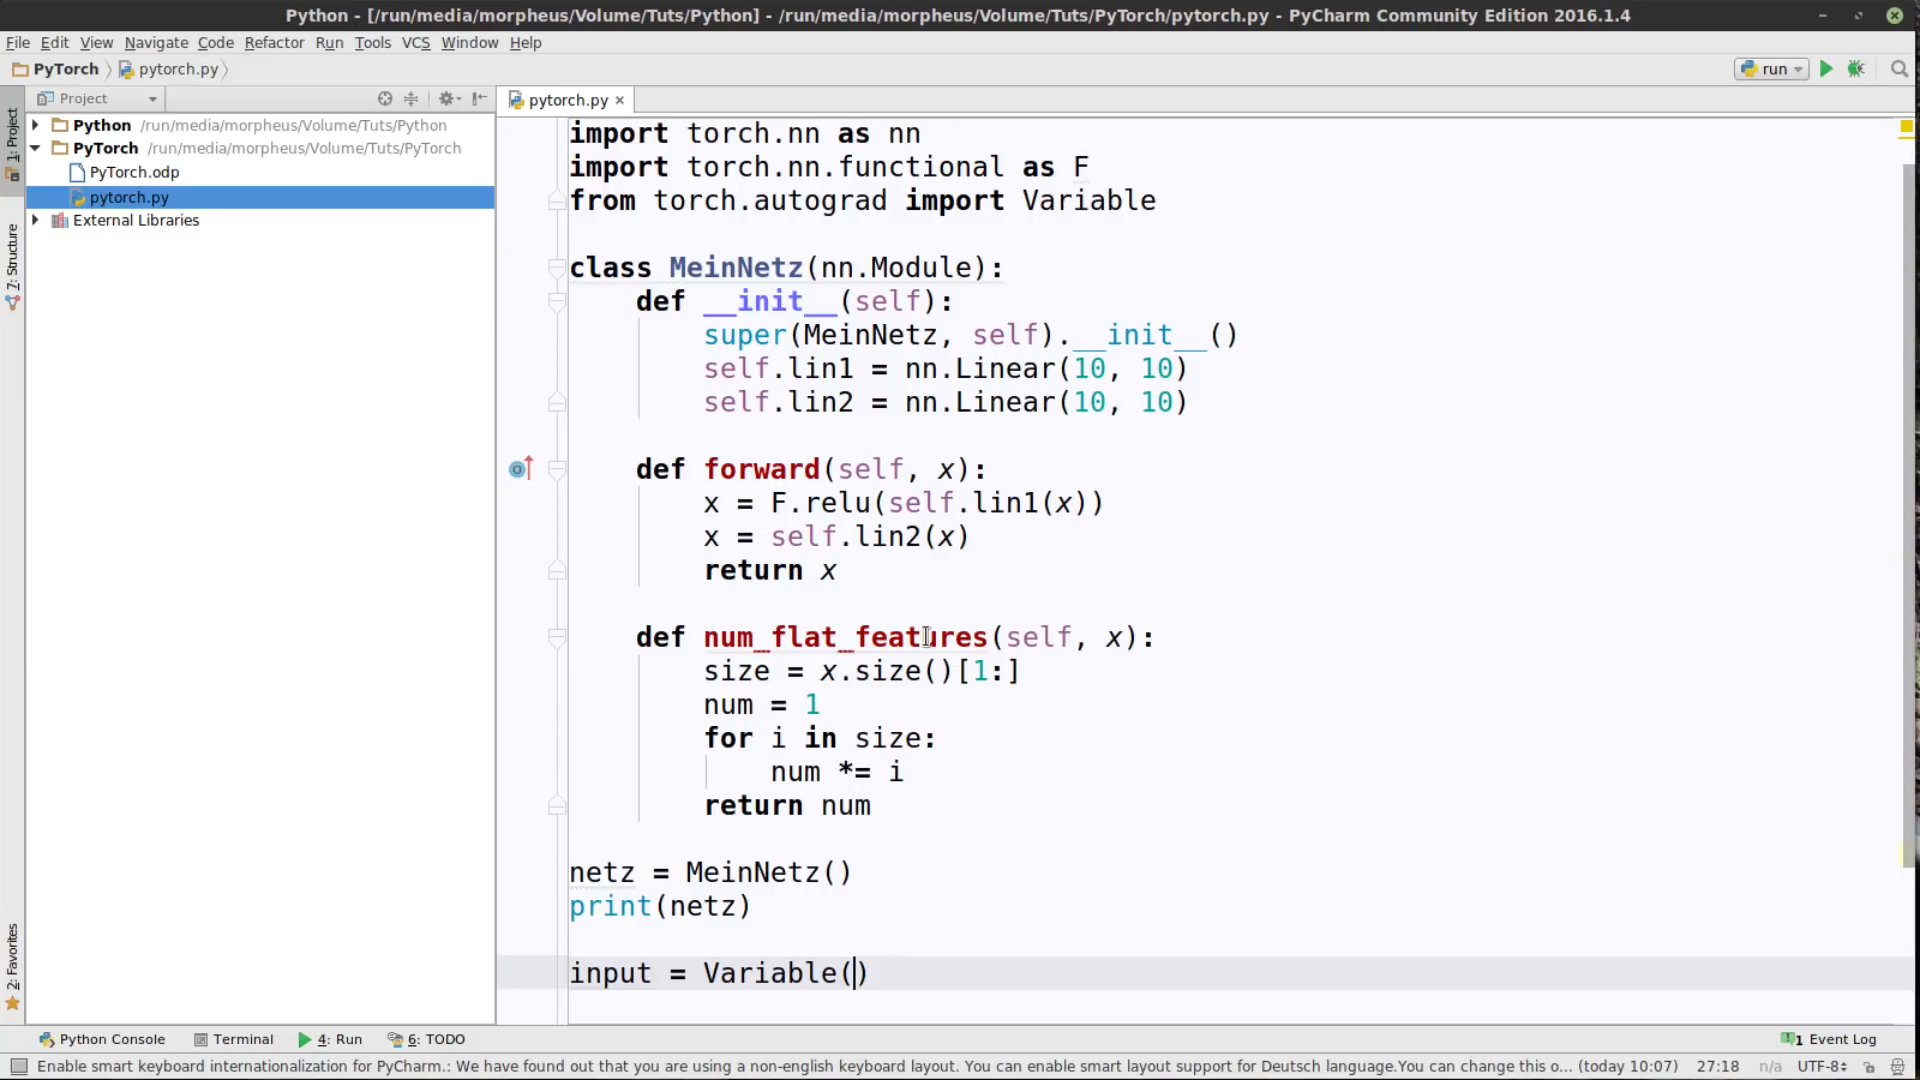 Python - [/run/media/morpheus/Volume/Tuts/Python] - /run/media/morpheus/Volume/Tuts/PyTorch/pytorch.py - PyCharm Community Edition 2016.1.4
File Edit View Navigate Code Refactor Run Tools VCS Window Help
PyTorch pytorch.py run
Project pytorch.py
1: Project
7: Structure
2: Favorites
Python /run/media/morpheus/Volume/Tuts/Python
PyTorch /run/media/morpheus/Volume/Tuts/PyTorch
PyTorch.odp
pytorch.py
External Libraries
import torch.nn as nn
import torch.nn.functional as F
from torch.autograd import Variable
class MeinNetz(nn.Module):
def __init__(self):
super(MeinNetz, self).__init__()
self.lin1 = nn.Linear(10, 10)
self.lin2 = nn.Linear(10, 10)
def forward(self, x):
x = F.relu(self.lin1(x))
x = self.lin2(x)
return x
def num_flat_features(self, x):
size = x.size()[1:]
num = 1
for i in size:
num *= i
return num
netz = MeinNetz()
print(netz)
input = Variable()
Python Console Terminal 4: Run 6: TODO 1 Event Log
Enable smart keyboard internationalization for PyCharm.: We have found out that you are using a non-english keyboard layout. You can enable smart layout support for Deutsch language.You can change this o... (today 10:07) 27:18 n/a UTF-8